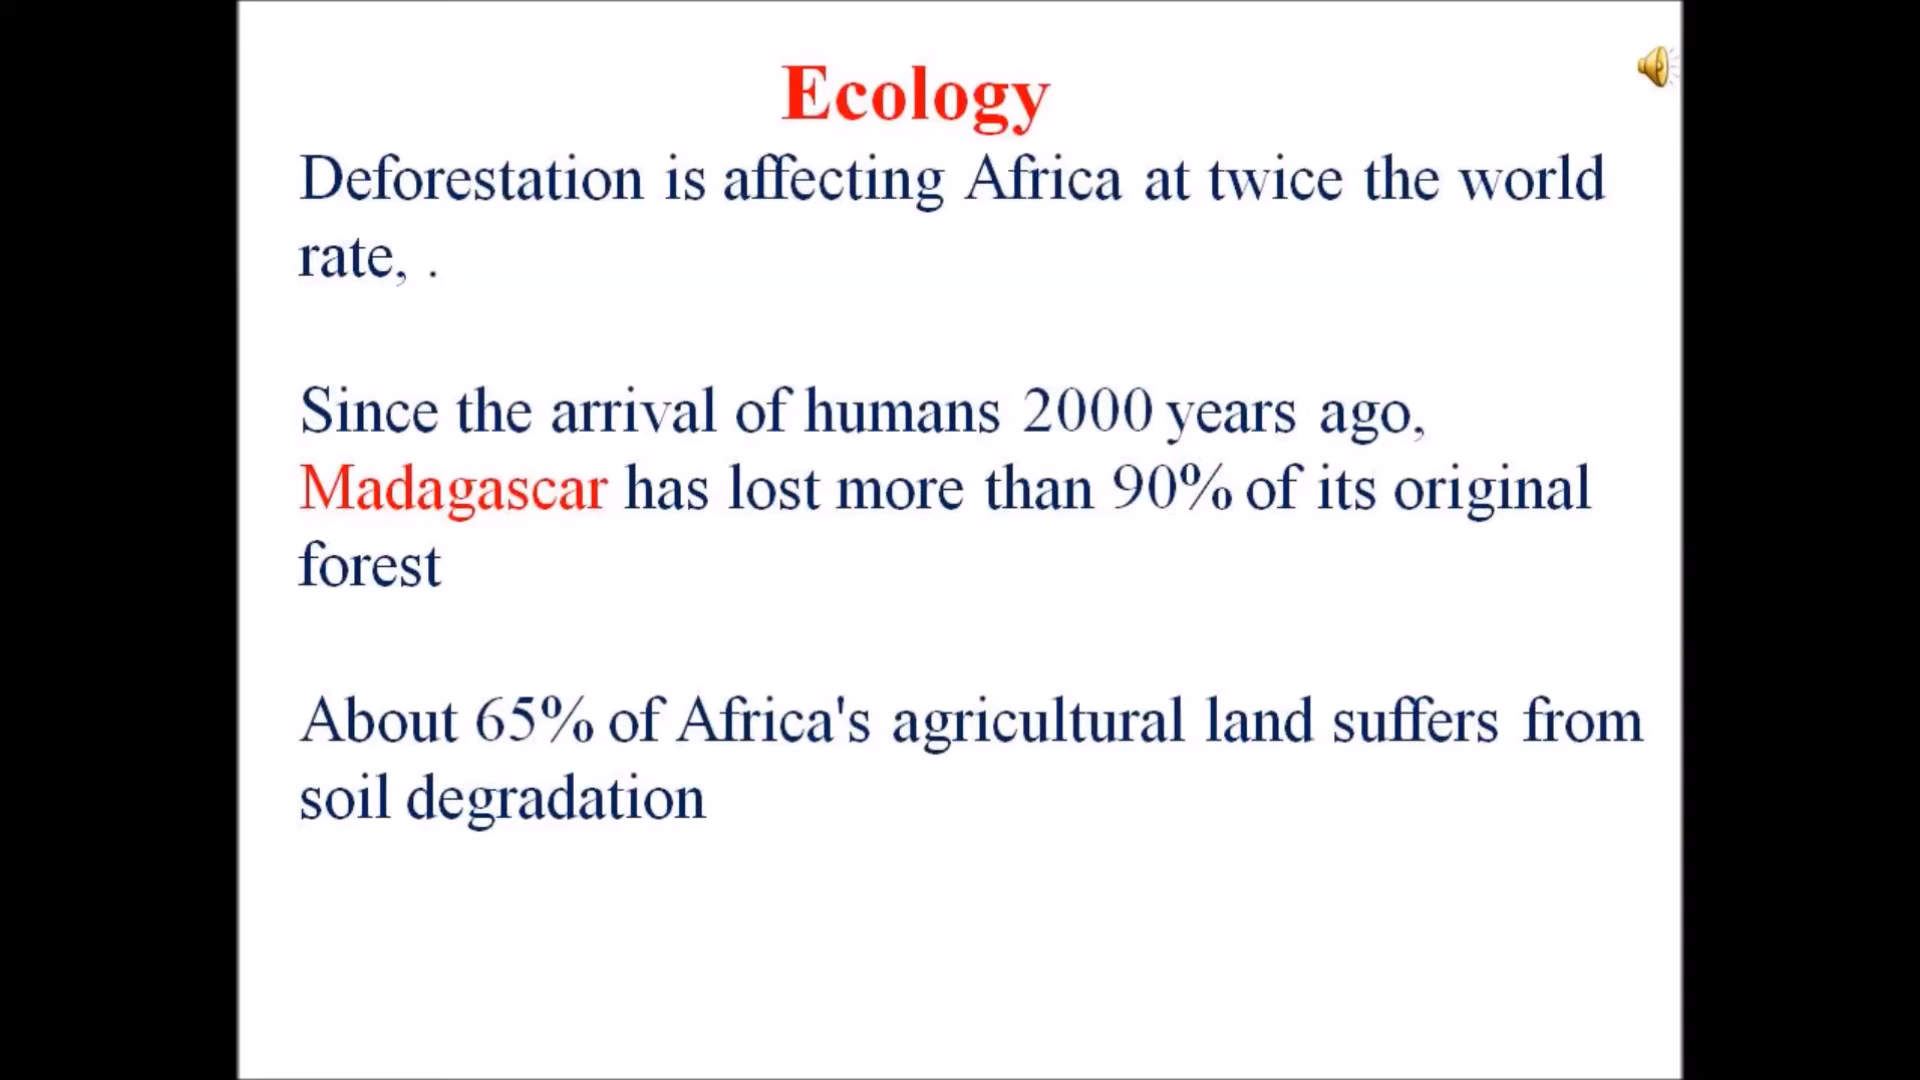 Ecology
Deforestation is affecting Africa at twice the world
rate, .
Since the arrival of humans 2000 years ago,
Madagascar has lost more than 90% of its original
forest
About 65% of Africa's agricultural land suffers from
soil degradation